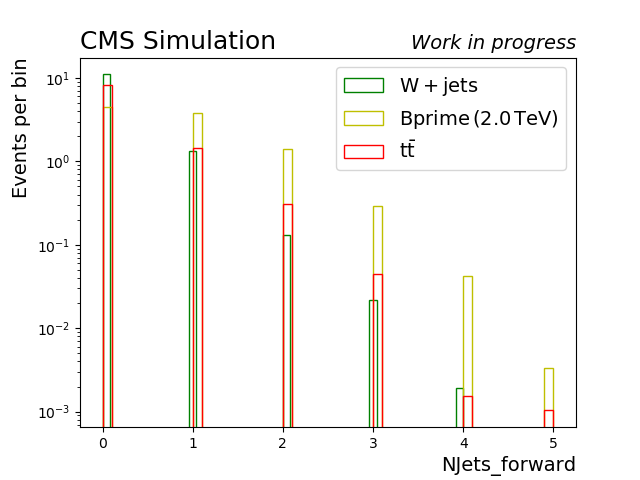 CMS Simulation
Work in progress
Events per bin
10¹
10⁰
10⁻¹
10⁻²
10⁻³
W + jets
Bprime (2.0 TeV)
tt̄
0 1 2 3 4 5
NJets_forward